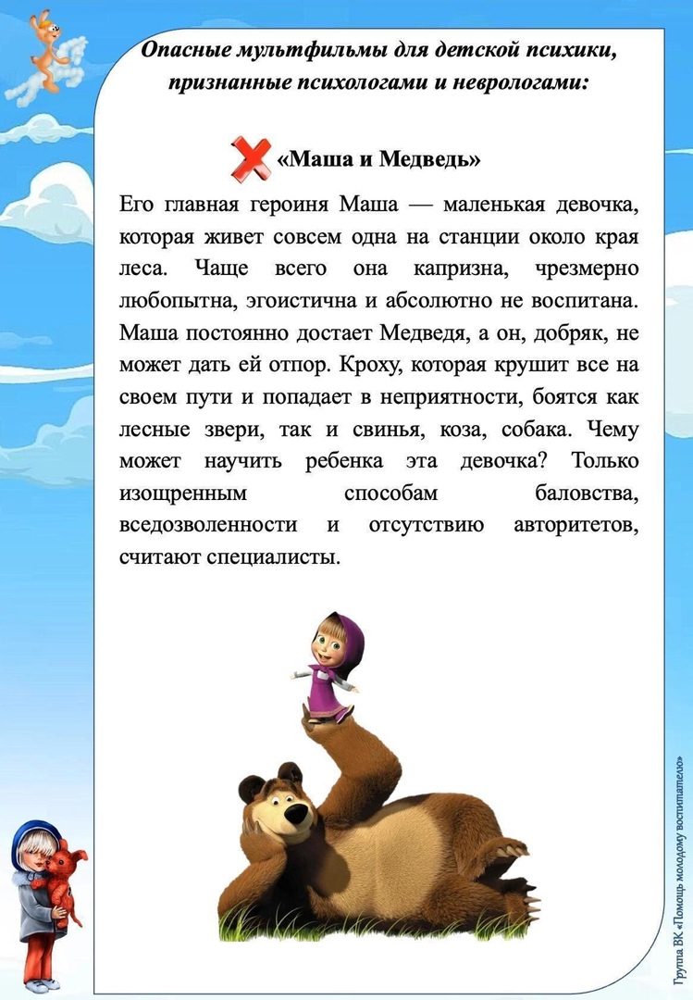 Опасные мультфильмы для детской психики,
признанные психологами и неврологами:
«Маша и Медведь»
Его главная героиня Маша — маленькая девочка,
которая живет совсем одна на станции около края
леса. Чаще всего она капризна, чрезмерно
любопытна, эгоистична и абсолютно не воспитана.
Маша постоянно достает Медведя, а он, добряк, не
может дать ей отпор. Кроху, которая крушит все на
своем пути и попадает в неприятности, боятся как
лесные звери, так и свинья, коза, собака. Чему
может научить ребенка эта девочка? Только
изощренным способам баловства,
вседозволенности и отсутствию авторитетов,
считают специалисты.
Группа ВК «Помощь молодому воспитателю»